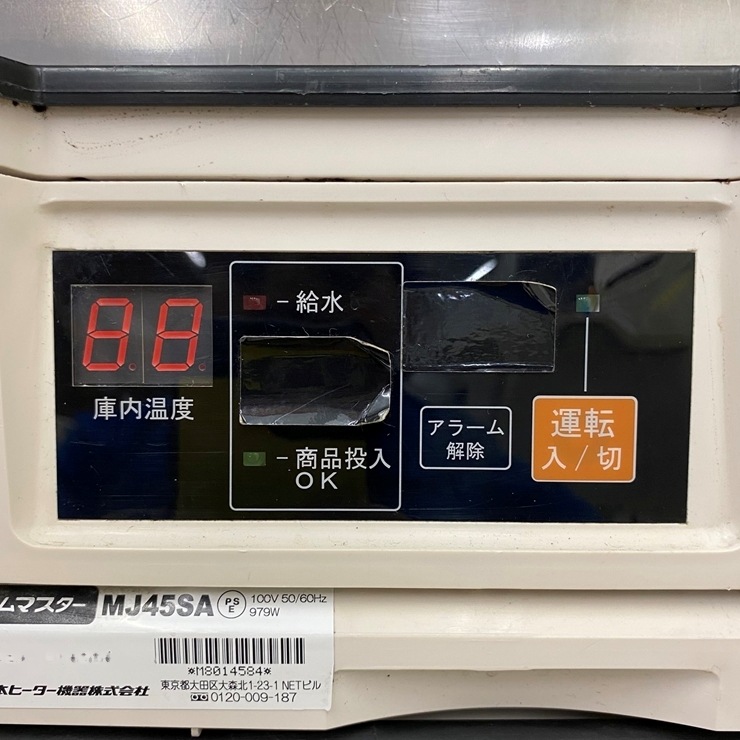 88
庫内温度
-給水
-商品投入
OK
アラーム
解除
運転
入/切
ムマスター MJ45SA PSE 100V 50/60Hz
979W
*M8014584*
本ヒーター機器株式会社
東京都大田区大森北1-23-1 NETビル
0120-009-187